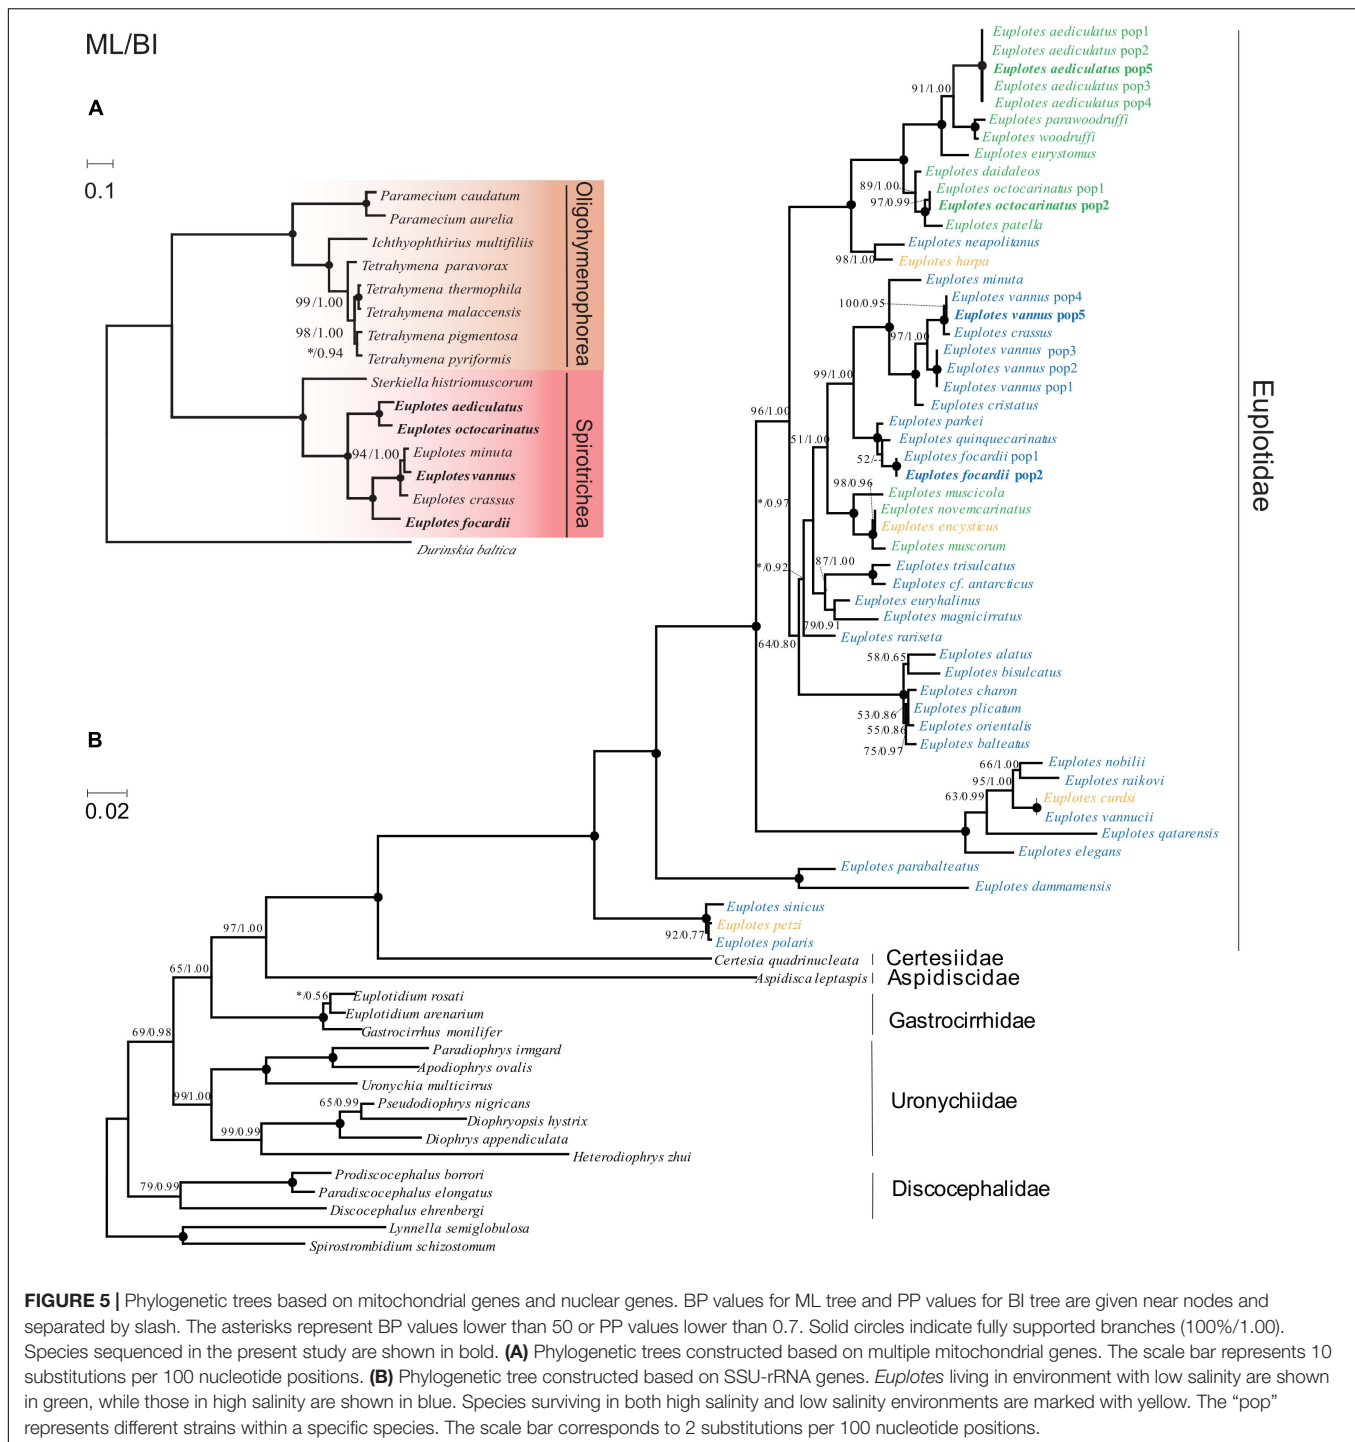 ML/BI
A
0.1
Paramecium caudatum
Paramecium aurelia
Ichthyophthirius multifiliis
Tetrahymena paravorax
Tetrahymena thermophila
99/1.00
Tetrahymena malaccensis
98/1.00
Tetrahymena pigmentosa
*/0.94
Tetrahymena pyriformis
Oligohymenophorea
Sterkiella histriomuscorum
Euplotes aediculatus
Euplotes octocarinatus
94/1.00
Euplotes minuta
Euplotes vannus
Euplotes crassus
Euplotes focardii
Spirotrichea
Durinskia baltica
B
0.02
Euplotes aediculatus pop1
Euplotes aediculatus pop2
Euplotes aediculatus pop5
91/1.00
Euplotes aediculatus pop3
Euplotes aediculatus pop4
Euplotes parawoodruffi
Euplotes woodruffi
Euplotes eurystomus
Euplotes daidaleos
89/1.00
Euplotes octocarinatus pop1
97/0.99
Euplotes octocarinatus pop2
Euplotes patella
Euplotes neapolitanus
98/1.00
Euplotes harpa
Euplotes minuta
100/0.95
Euplotes vannus pop4
Euplotes vannus pop5
97/1.00
Euplotes crassus
Euplotes vannus pop3
Euplotes vannus pop2
99/1.00
Euplotes vannus pop1
Euplotes cristatus
96/1.00
Euplotes parkei
51/1.00
Euplotes quinquecarinatus
52/-
Euplotes focardii pop1
Euplotes focardii pop2
98/0.96
Euplotes muscicola
*/0.97
Euplotes novemcarinatus
Euplotes encysticus
Euplotes muscorum
*/0.92
87/1.00
Euplotes trisulcatus
Euplotes cf. antarcticus
Euplotes euryhalinus
79/0.91
Euplotes magnicirratus
64/0.80
Euplotes rariseta
58/0.65
Euplotes alatus
Euplotes bisulcatus
Euplotes charon
53/0.86
Euplotes plicatum
55/0.86
Euplotes orientalis
75/0.97
Euplotes balteatus
66/1.00
Euplotes nobilii
95/1.00
Euplotes raikovi
63/0.99
Euplotes curdsi
Euplotes vannucii
Euplotes qatarensis
Euplotes elegans
Euplotes parabalteatus
Euplotes dammamensis
Euplotes sinicus
Euplotes petzi
92/0.77
Euplotes polaris
Euplotidae
97/1.00
Certesia quadrinucleata
Certesiidae
65/1.00
Aspidisca leptaspis
Aspidiscidae
*/0.56
Euplotidium rosati
Euplotidium arenarium
Gastrocirrhus monilifer
Gastrocirrhidae
69/0.98
Paradiophrys irmgard
Apodiophrys ovalis
Uronychia multicirrus
99/1.00
65/0.99
Pseudodiophrys nigricans
Diophryopsis hystrix
99/0.99
Diophrys appendiculata
Heterodiophrys zhui
Uronychiidae
Prodiscocephalus borrori
79/0.99
Paradiscocephalus elongatus
Discocephalus ehrenbergi
Discocephalidae
Lynnella semiglobulosa
Spirostrombidium schizostomum
FIGURE 5 | Phylogenetic trees based on mitochondrial genes and nuclear genes. BP values for ML tree and PP values for BI tree are given near nodes and
separated by slash. The asterisks represent BP values lower than 50 or PP values lower than 0.7. Solid circles indicate fully supported branches (100%/1.00).
Species sequenced in the present study are shown in bold. (A) Phylogenetic trees constructed based on multiple mitochondrial genes. The scale bar represents 10
substitutions per 100 nucleotide positions. (B) Phylogenetic tree constructed based on SSU-rRNA genes. Euplotes living in environment with low salinity are shown
in green, while those in high salinity are shown in blue. Species surviving in both high salinity and low salinity environments are marked with yellow. The “pop”
represents different strains within a specific species. The scale bar corresponds to 2 substitutions per 100 nucleotide positions.